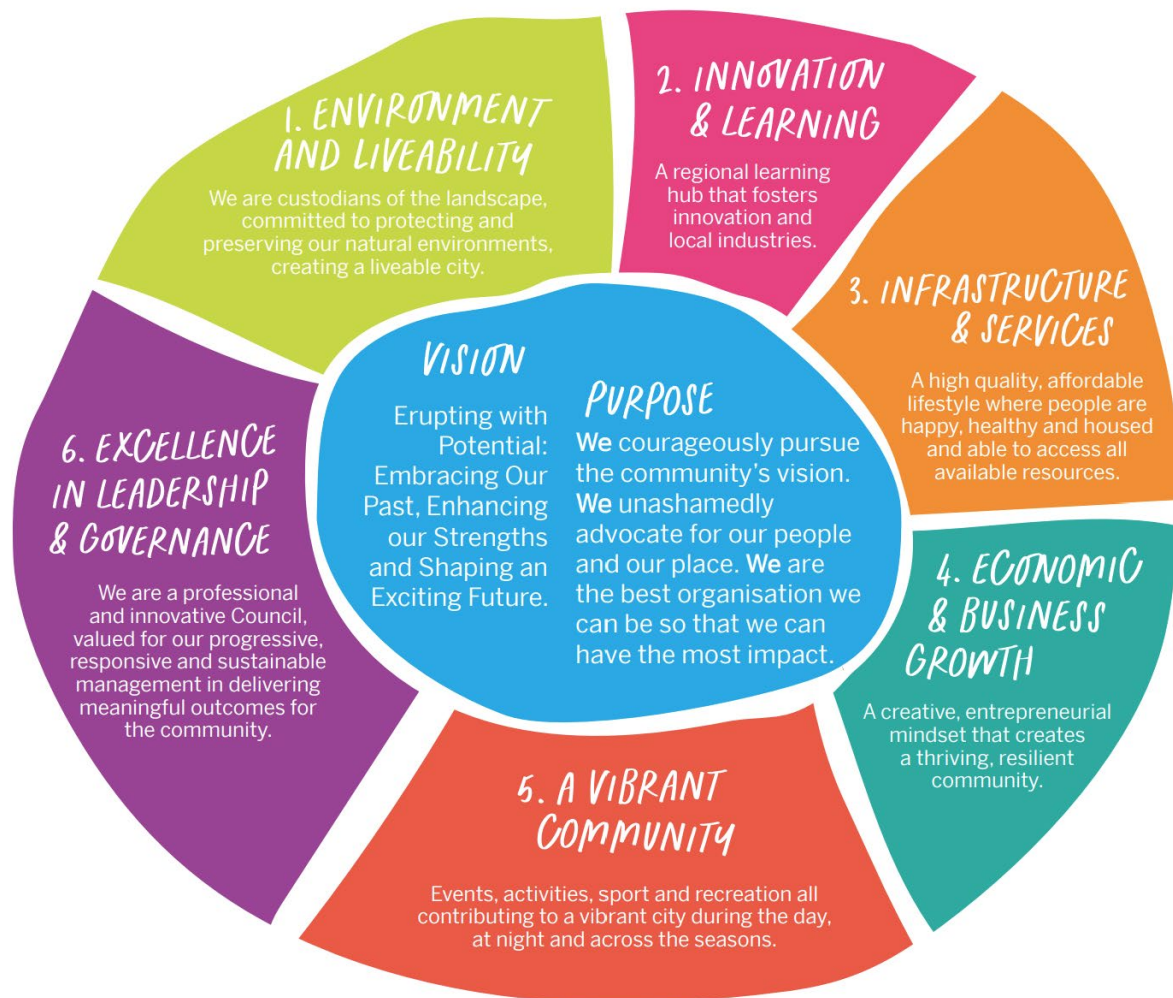 1. ENVIRONMENT
AND LIVEABILITY
We are custodians of the landscape,
committed to protecting and
preserving our natural environments,
creating a liveable city.
2. INNOVATION
& LEARNING
A regional learning
hub that fosters
innovation and
local industries.
3. INFRASTRUCTURE
& SERVICES
A high quality, affordable
lifestyle where people are
happy, healthy and housed
and able to access all
available resources.
4. ECONOMIC
& BUSINESS
GROWTH
A creative, entrepreneurial
mindset that creates
a thriving, resilient
community.
5. A VIBRANT
COMMUNITY
Events, activities, sport and recreation all
contributing to a vibrant city during the day,
at night and across the seasons.
6. EXCELLENCE
IN LEADERSHIP
& GOVERNANCE
We are a professional
and innovative Council,
valued for our progressive,
responsive and sustainable
management in delivering
meaningful outcomes for
the community.
VISION
Erupting with
Potential:
Embracing Our
Past, Enhancing
our Strengths
and Shaping an
Exciting Future.
PURPOSE
We courageously pursue
the community's vision.
We unashamedly
advocate for our people
and our place. We are
the best organisation we
can be so that we can
have the most impact.